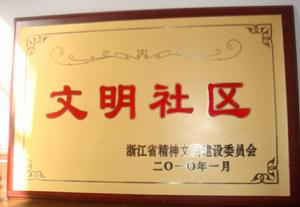 文明社区
浙江省精神文明建设委员会
二〇一〇年一月